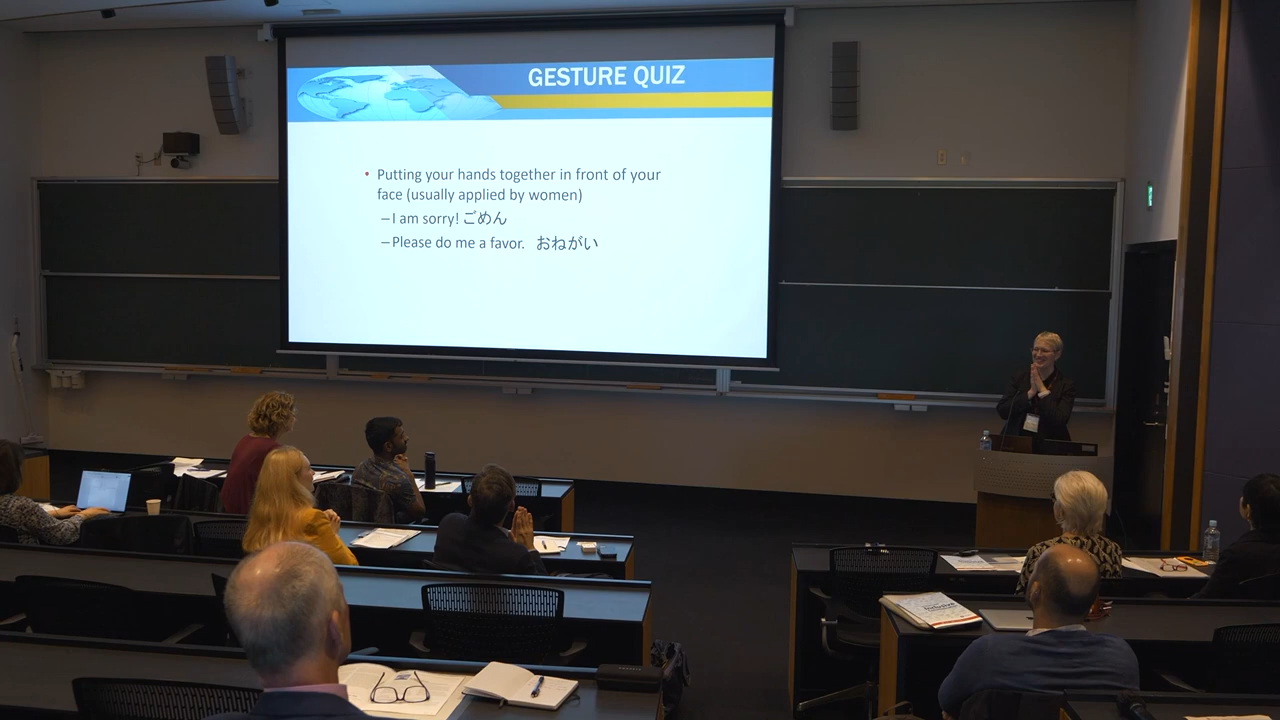 GESTURE QUIZ
• Putting your hands together in front of your
face (usually applied by women)
–I am sorry! ごめん
–Please do me a favor. おねがい